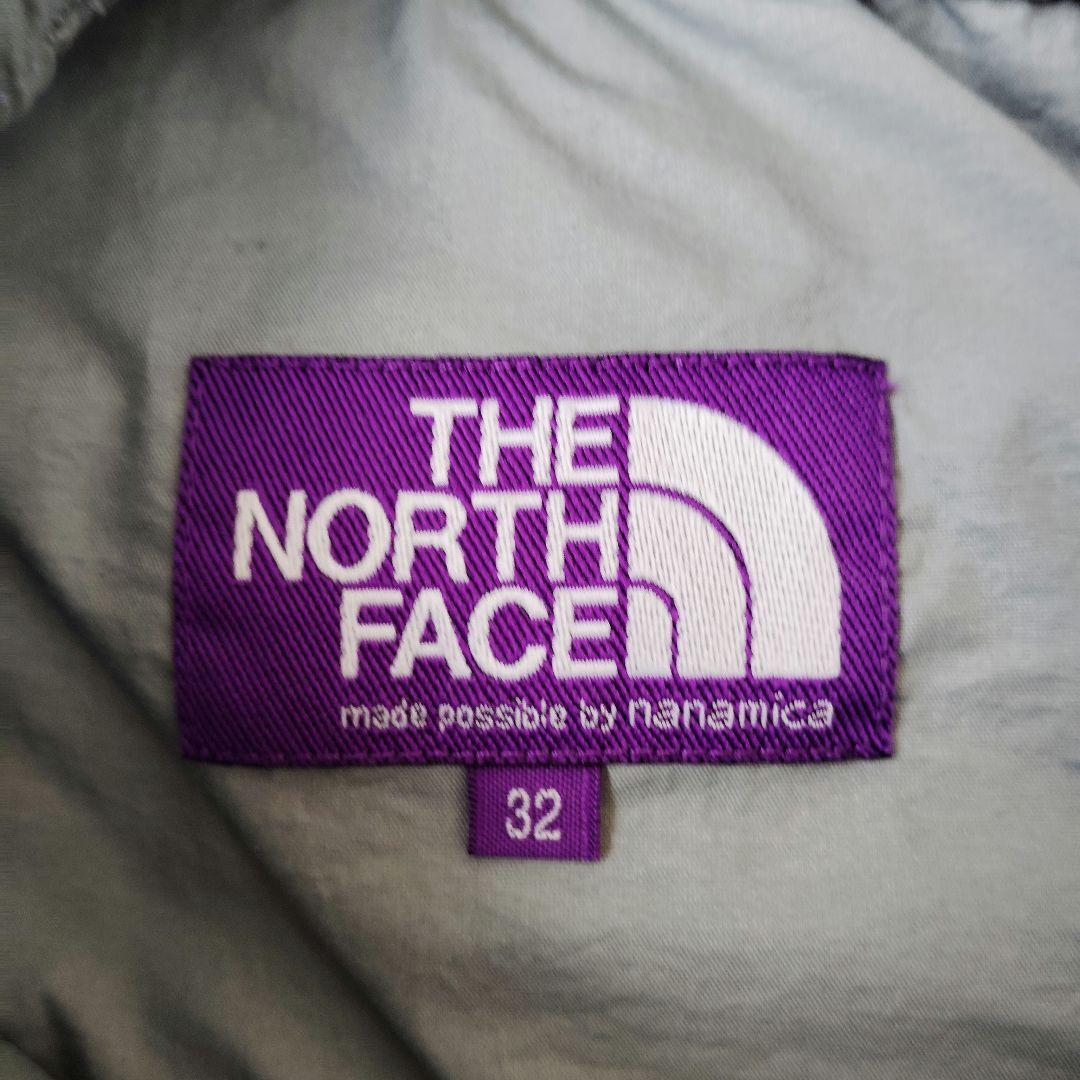 THE
NORTH
FACE
made possible by nanamica
32